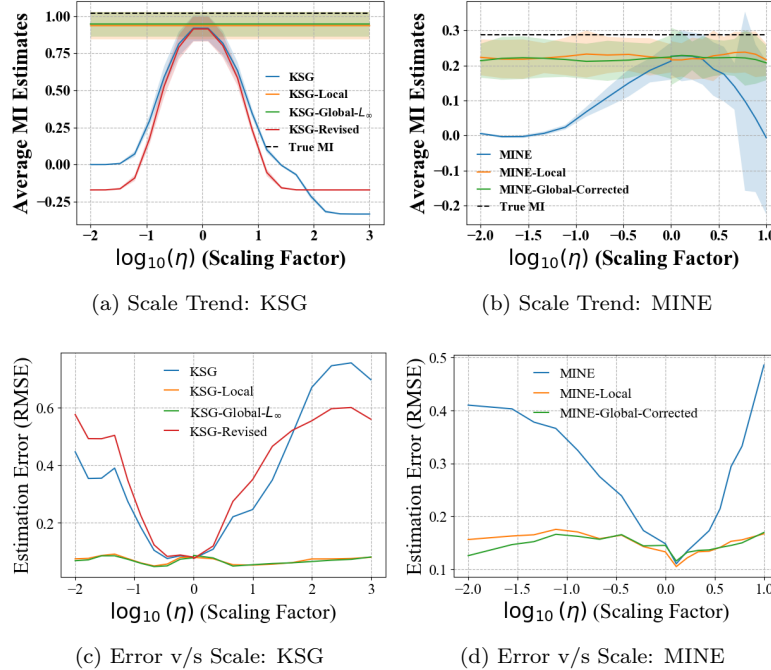 Average MI Estimates
1.00
0.75
0.50
0.25
0.00
−0.25
KSG
KSG-Local
KSG-Global-L∞
KSG-Revised
True MI
−2 −1 0 1 2 3
log10(η) (Scaling Factor)
(a) Scale Trend: KSG
Average MI Estimates
0.3
0.2
0.1
0.0
−0.1
−0.2
MINE
MINE-Local
MINE-Global-Corrected
True MI
−2.0 −1.5 −1.0 −0.5 0.0 0.5 1.0
log10(η) (Scaling Factor)
(b) Scale Trend: MINE
Estimation Error (RMSE)
0.6
0.4
0.2
KSG
KSG-Local
KSG-Global-L∞
KSG-Revised
−2 −1 0 1 2 3
log10(η) (Scaling Factor)
(c) Error v/s Scale: KSG
Estimation Error (RMSE)
0.5
0.4
0.3
0.2
0.1
MINE
MINE-Local
MINE-Global-Corrected
−2.0 −1.5 −1.0 −0.5 0.0 0.5 1.0
log10(η) (Scaling Factor)
(d) Error v/s Scale: MINE